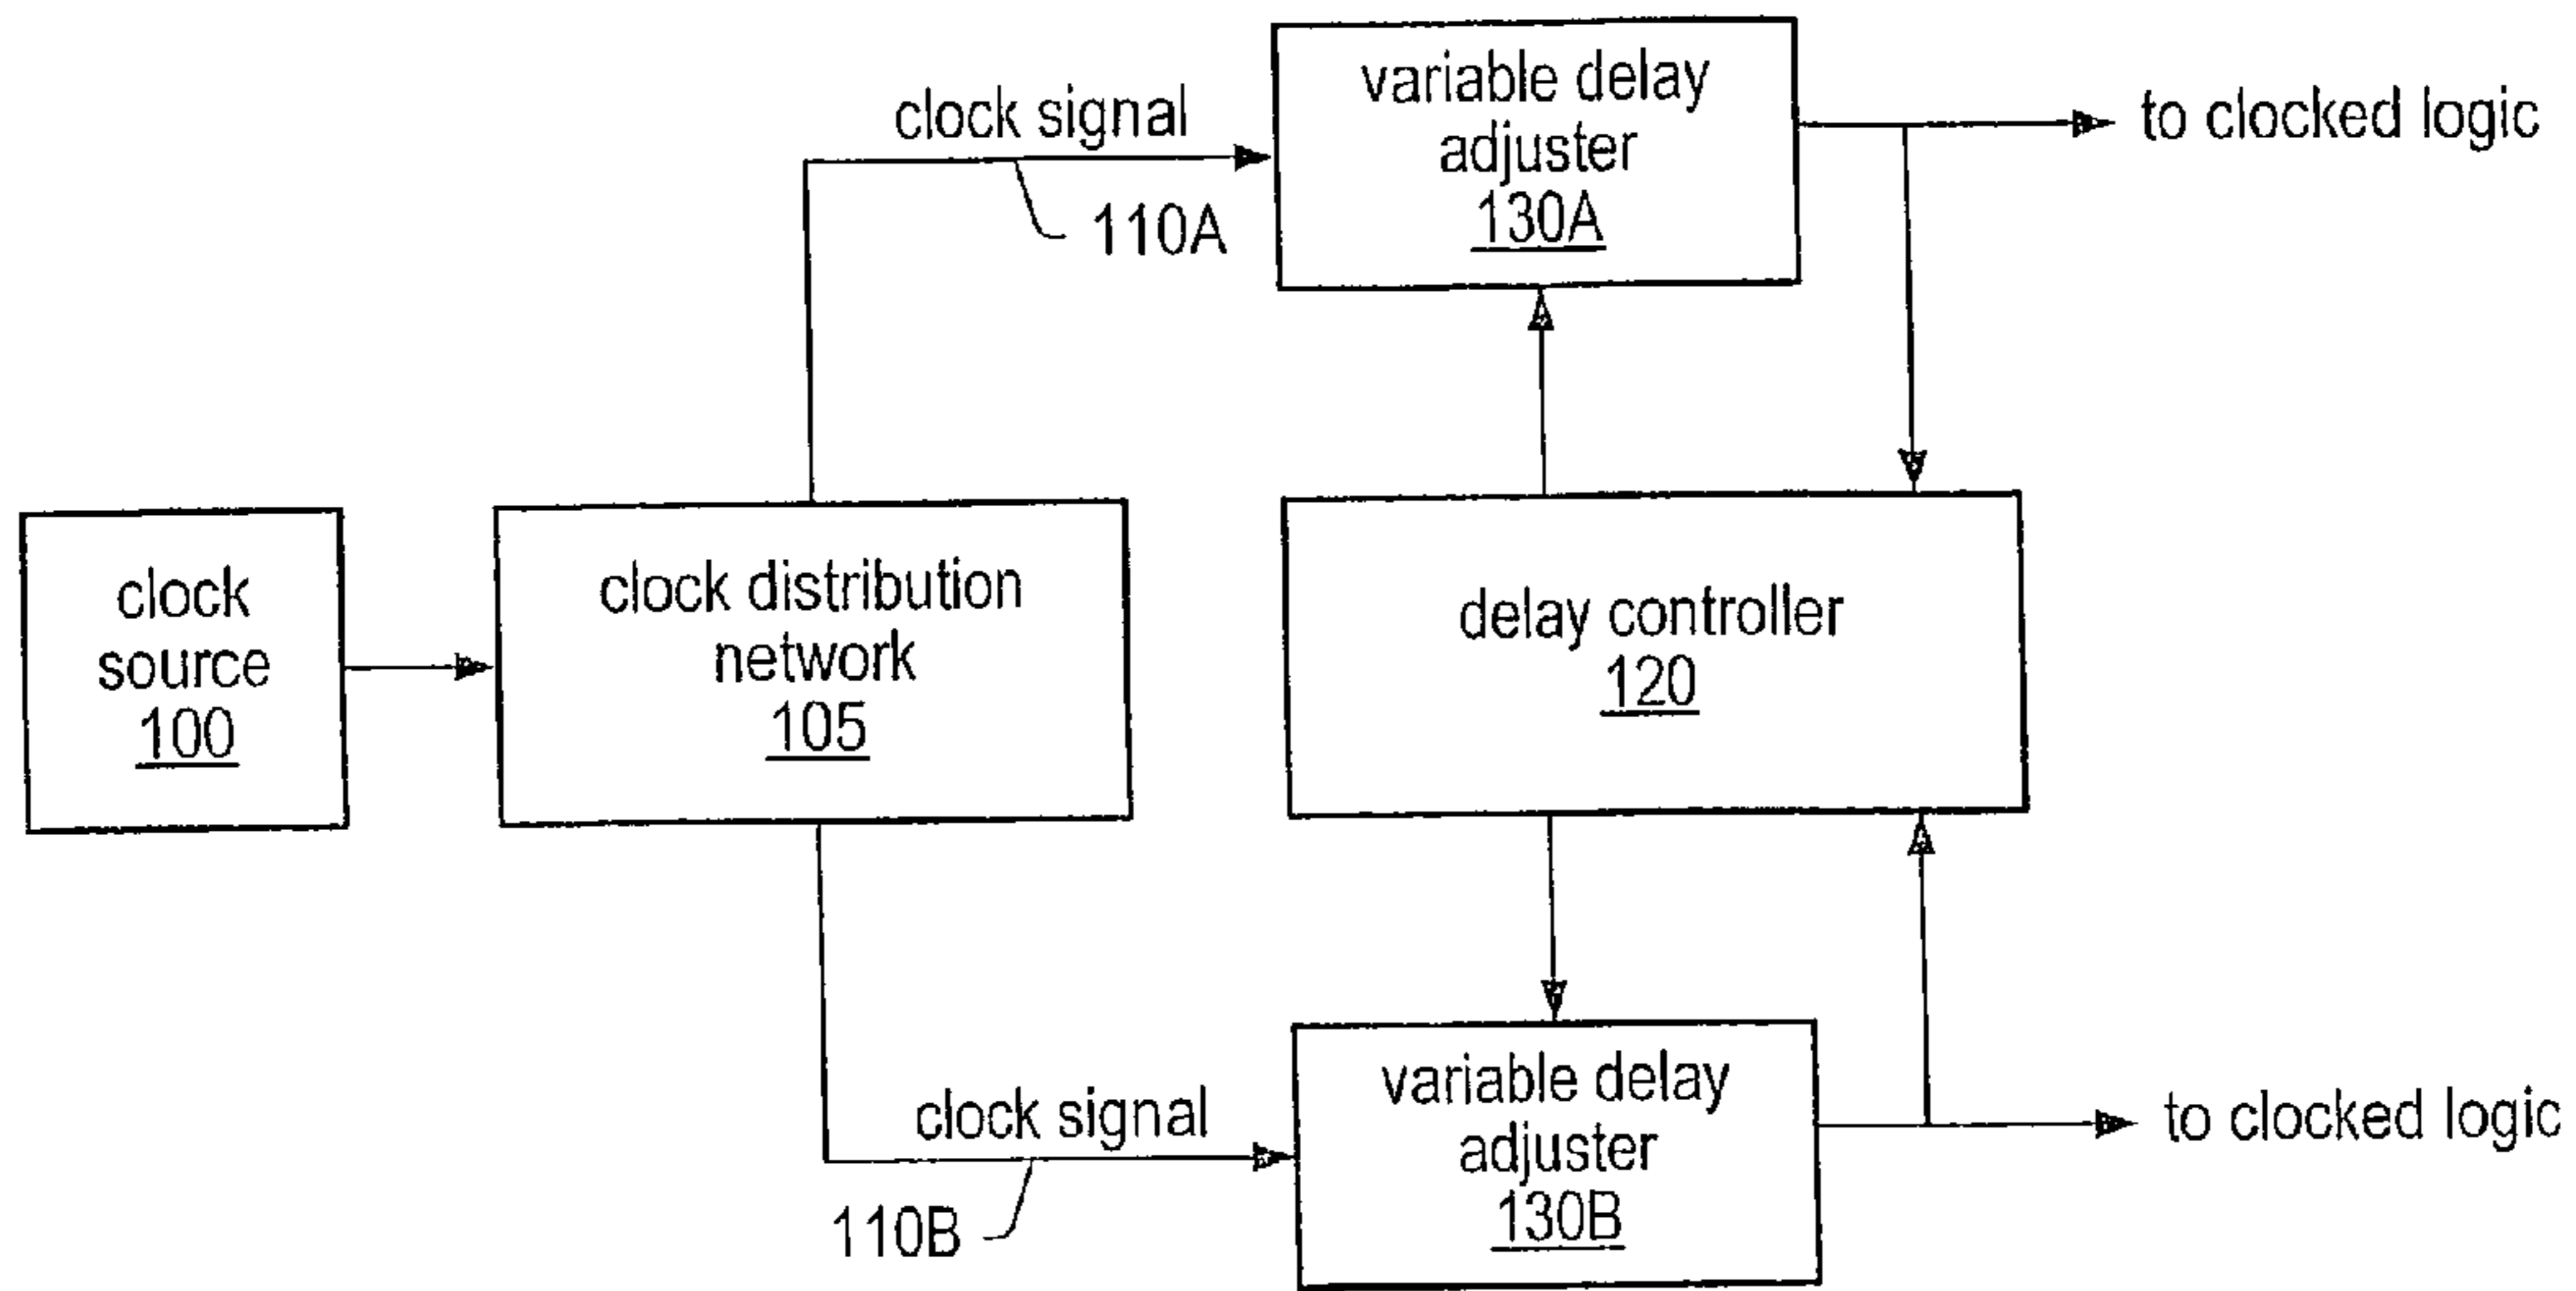 clock signal
110A
variable delay
adjuster
130A
to clocked logic
clock
source
100
clock distribution
network
105
delay controller
120
clock signal
110B
variable delay
adjuster
130B
to clocked logic